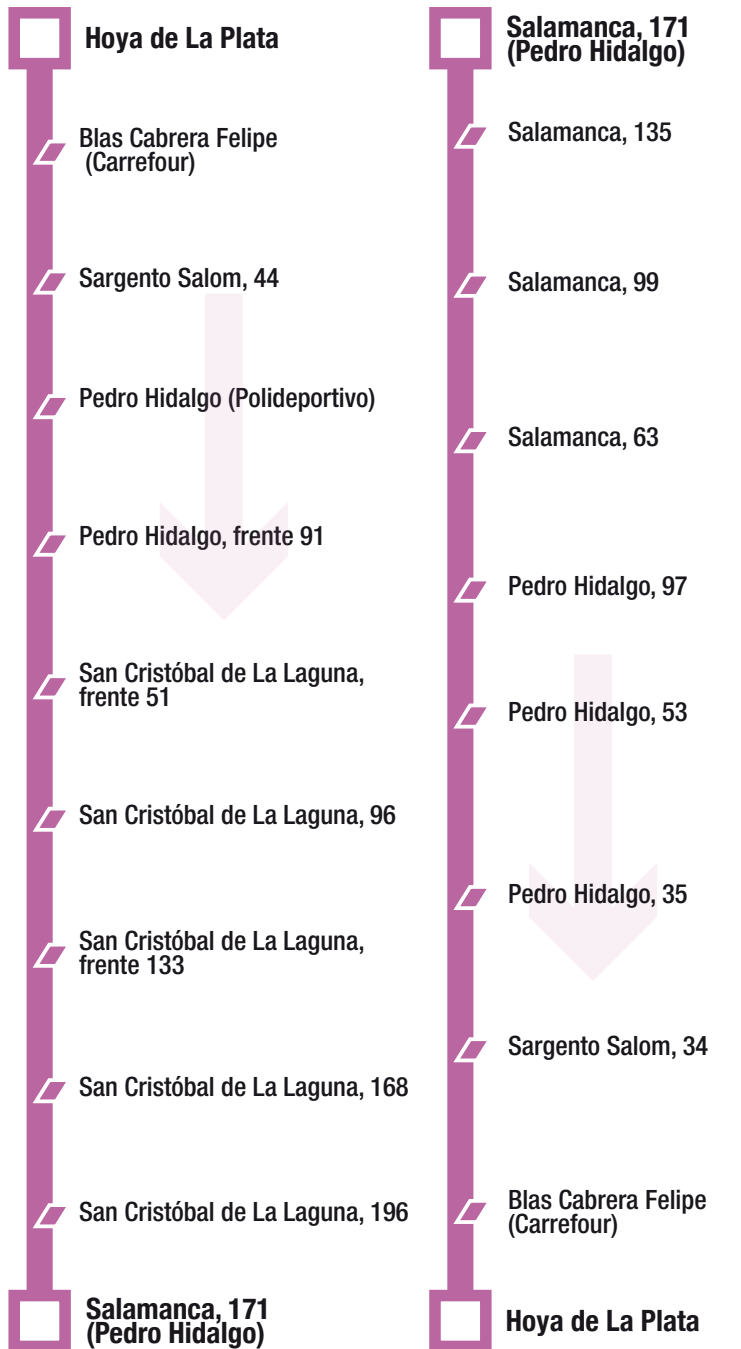 Hoya de La Plata
Blas Cabrera Felipe
(Carrefour)
Sargento Salom, 44
Pedro Hidalgo (Polideportivo)
Pedro Hidalgo, frente 91
San Cristóbal de La Laguna,
frente 51
San Cristóbal de La Laguna, 96
San Cristóbal de La Laguna,
frente 133
San Cristóbal de La Laguna, 168
San Cristóbal de La Laguna, 196
Salamanca, 171
(Pedro Hidalgo)
Salamanca, 171
(Pedro Hidalgo)
Salamanca, 135
Salamanca, 99
Salamanca, 63
Pedro Hidalgo, 97
Pedro Hidalgo, 53
Pedro Hidalgo, 35
Sargento Salom, 34
Blas Cabrera Felipe
(Carrefour)
Hoya de La Plata